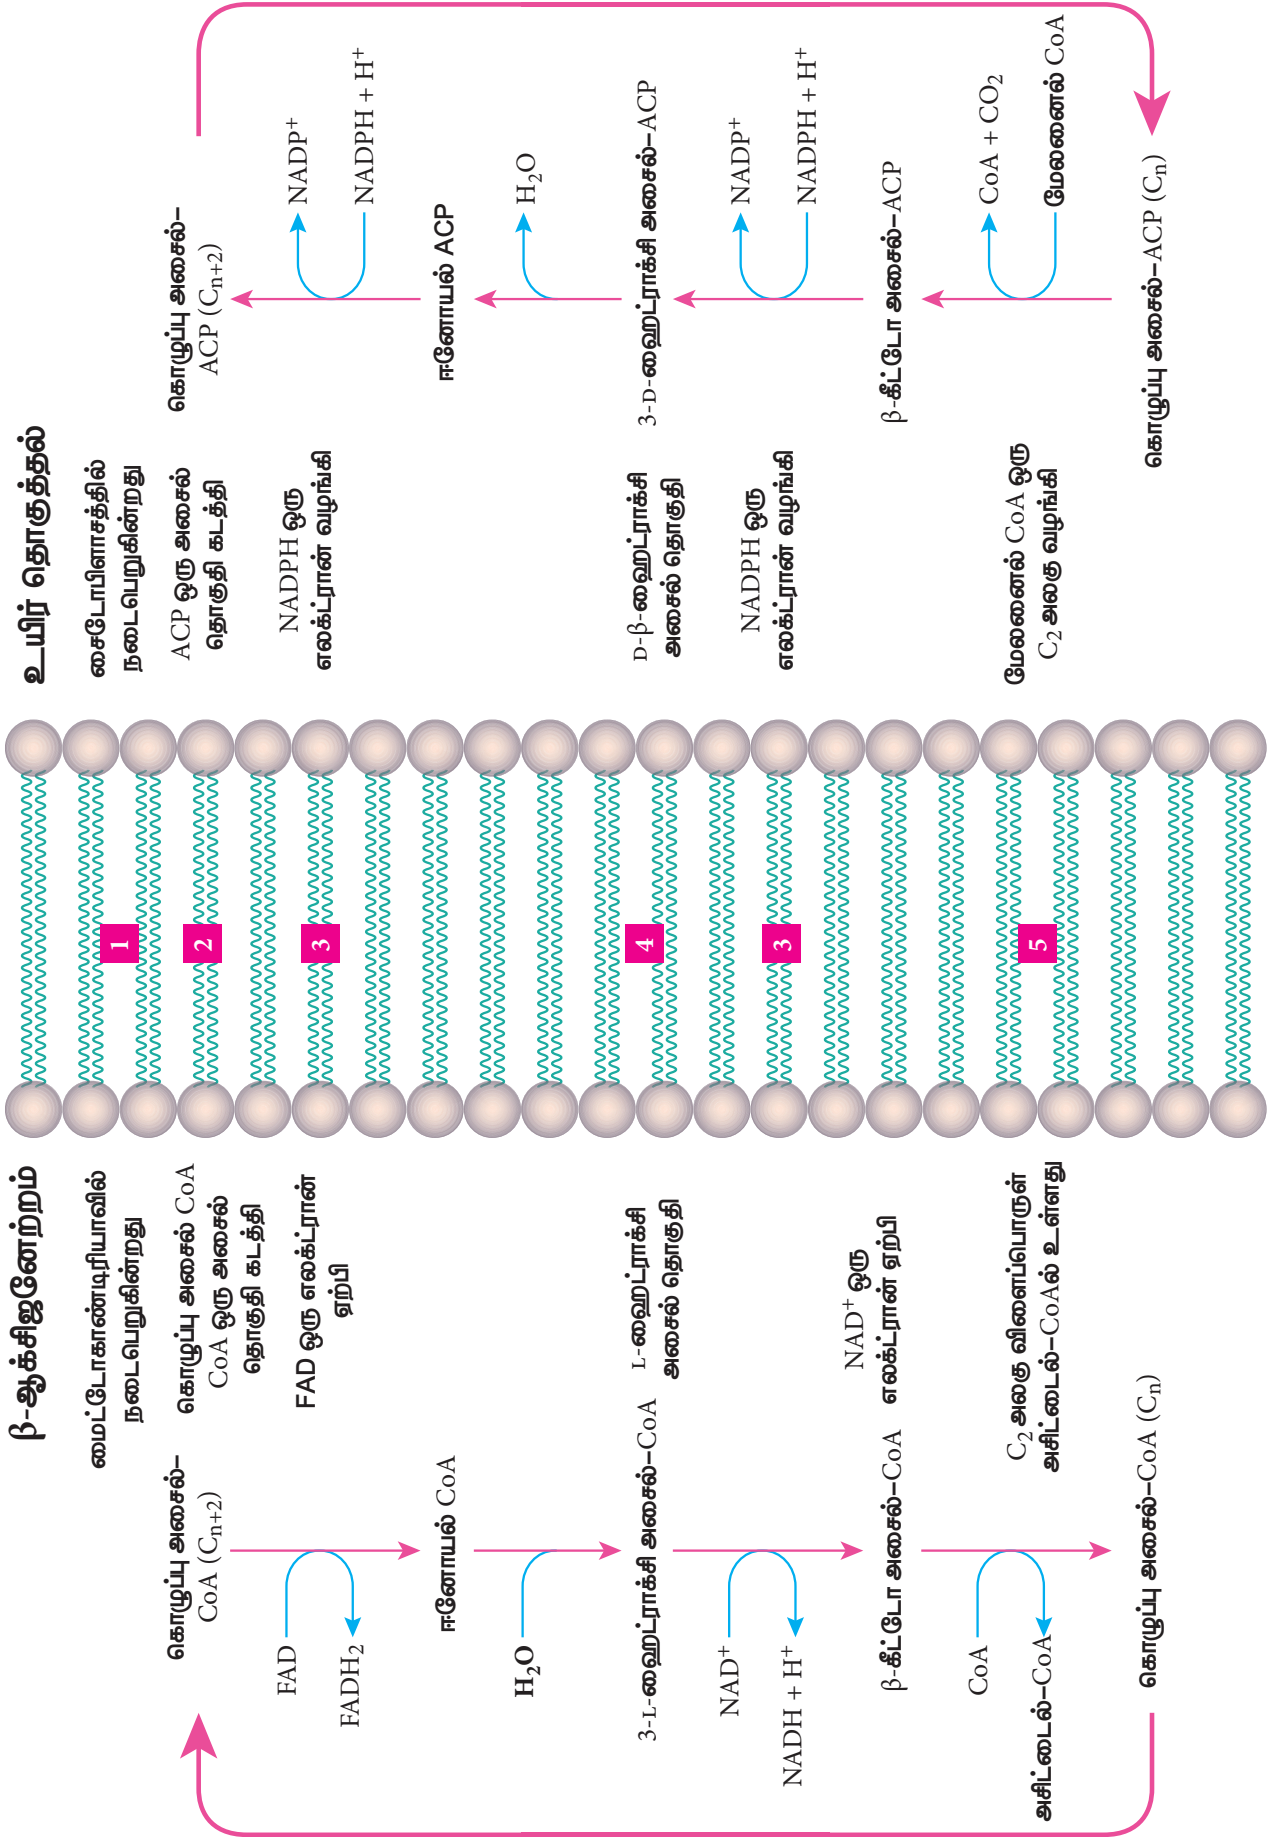 β-ஆக்சிஜனேற்றம்
உயிர் தொகுத்தல்
மைட்டோகாண்டிரியாவில்
நடைபெறுகின்றது
1
சைடோபிளாசத்தில்
நடைபெறுகின்றது
கொழுப்பு அசைல்–
CoA (Cn+2)
கொழுப்பு அசைல் CoA
CoA ஒரு அசைல்
தொகுதி கடத்தி
2
ACP ஒரு அசைல்
தொகுதி கடத்தி
கொழுப்பு அசைல்–
ACP (Cn+2)
FAD
FADH2
FAD ஒரு எலக்ட்ரான்
ஏற்பி
3
NADPH ஒரு
எலக்ட்ரான் வழங்கி
NADP+
NADPH + H+
ஈனோயல் CoA
ஈனோயல் ACP
H2O
H2O
3-L-ஹைட்ராக்சி அசைல்–CoA
L-ஹைட்ராக்சி
அசைல் தொகுதி
4
D-β-ஹைட்ராக்சி
அசைல் தொகுதி
3-D-ஹைட்ராக்சி அசைல்–ACP
NAD+
NADH + H+
NAD+ ஒரு
எலக்ட்ரான் ஏற்பி
3
NADPH ஒரு
எலக்ட்ரான் வழங்கி
NADP+
NADPH + H+
β-கீட்டோ அசைல்–CoA
β-கீட்டோ அசைல்–ACP
CoA
அசிட்டைல்–CoA
C2 அலகு விளைப்பொருள்
அசிட்டைல்–CoAல் உள்ளது
5
மேலனைல் CoA ஒரு
C2 அலகு வழங்கி
CoA + CO2
மேலனைல் CoA
கொழுப்பு அசைல்–CoA (Cn)
கொழுப்பு அசைல்–ACP (Cn)